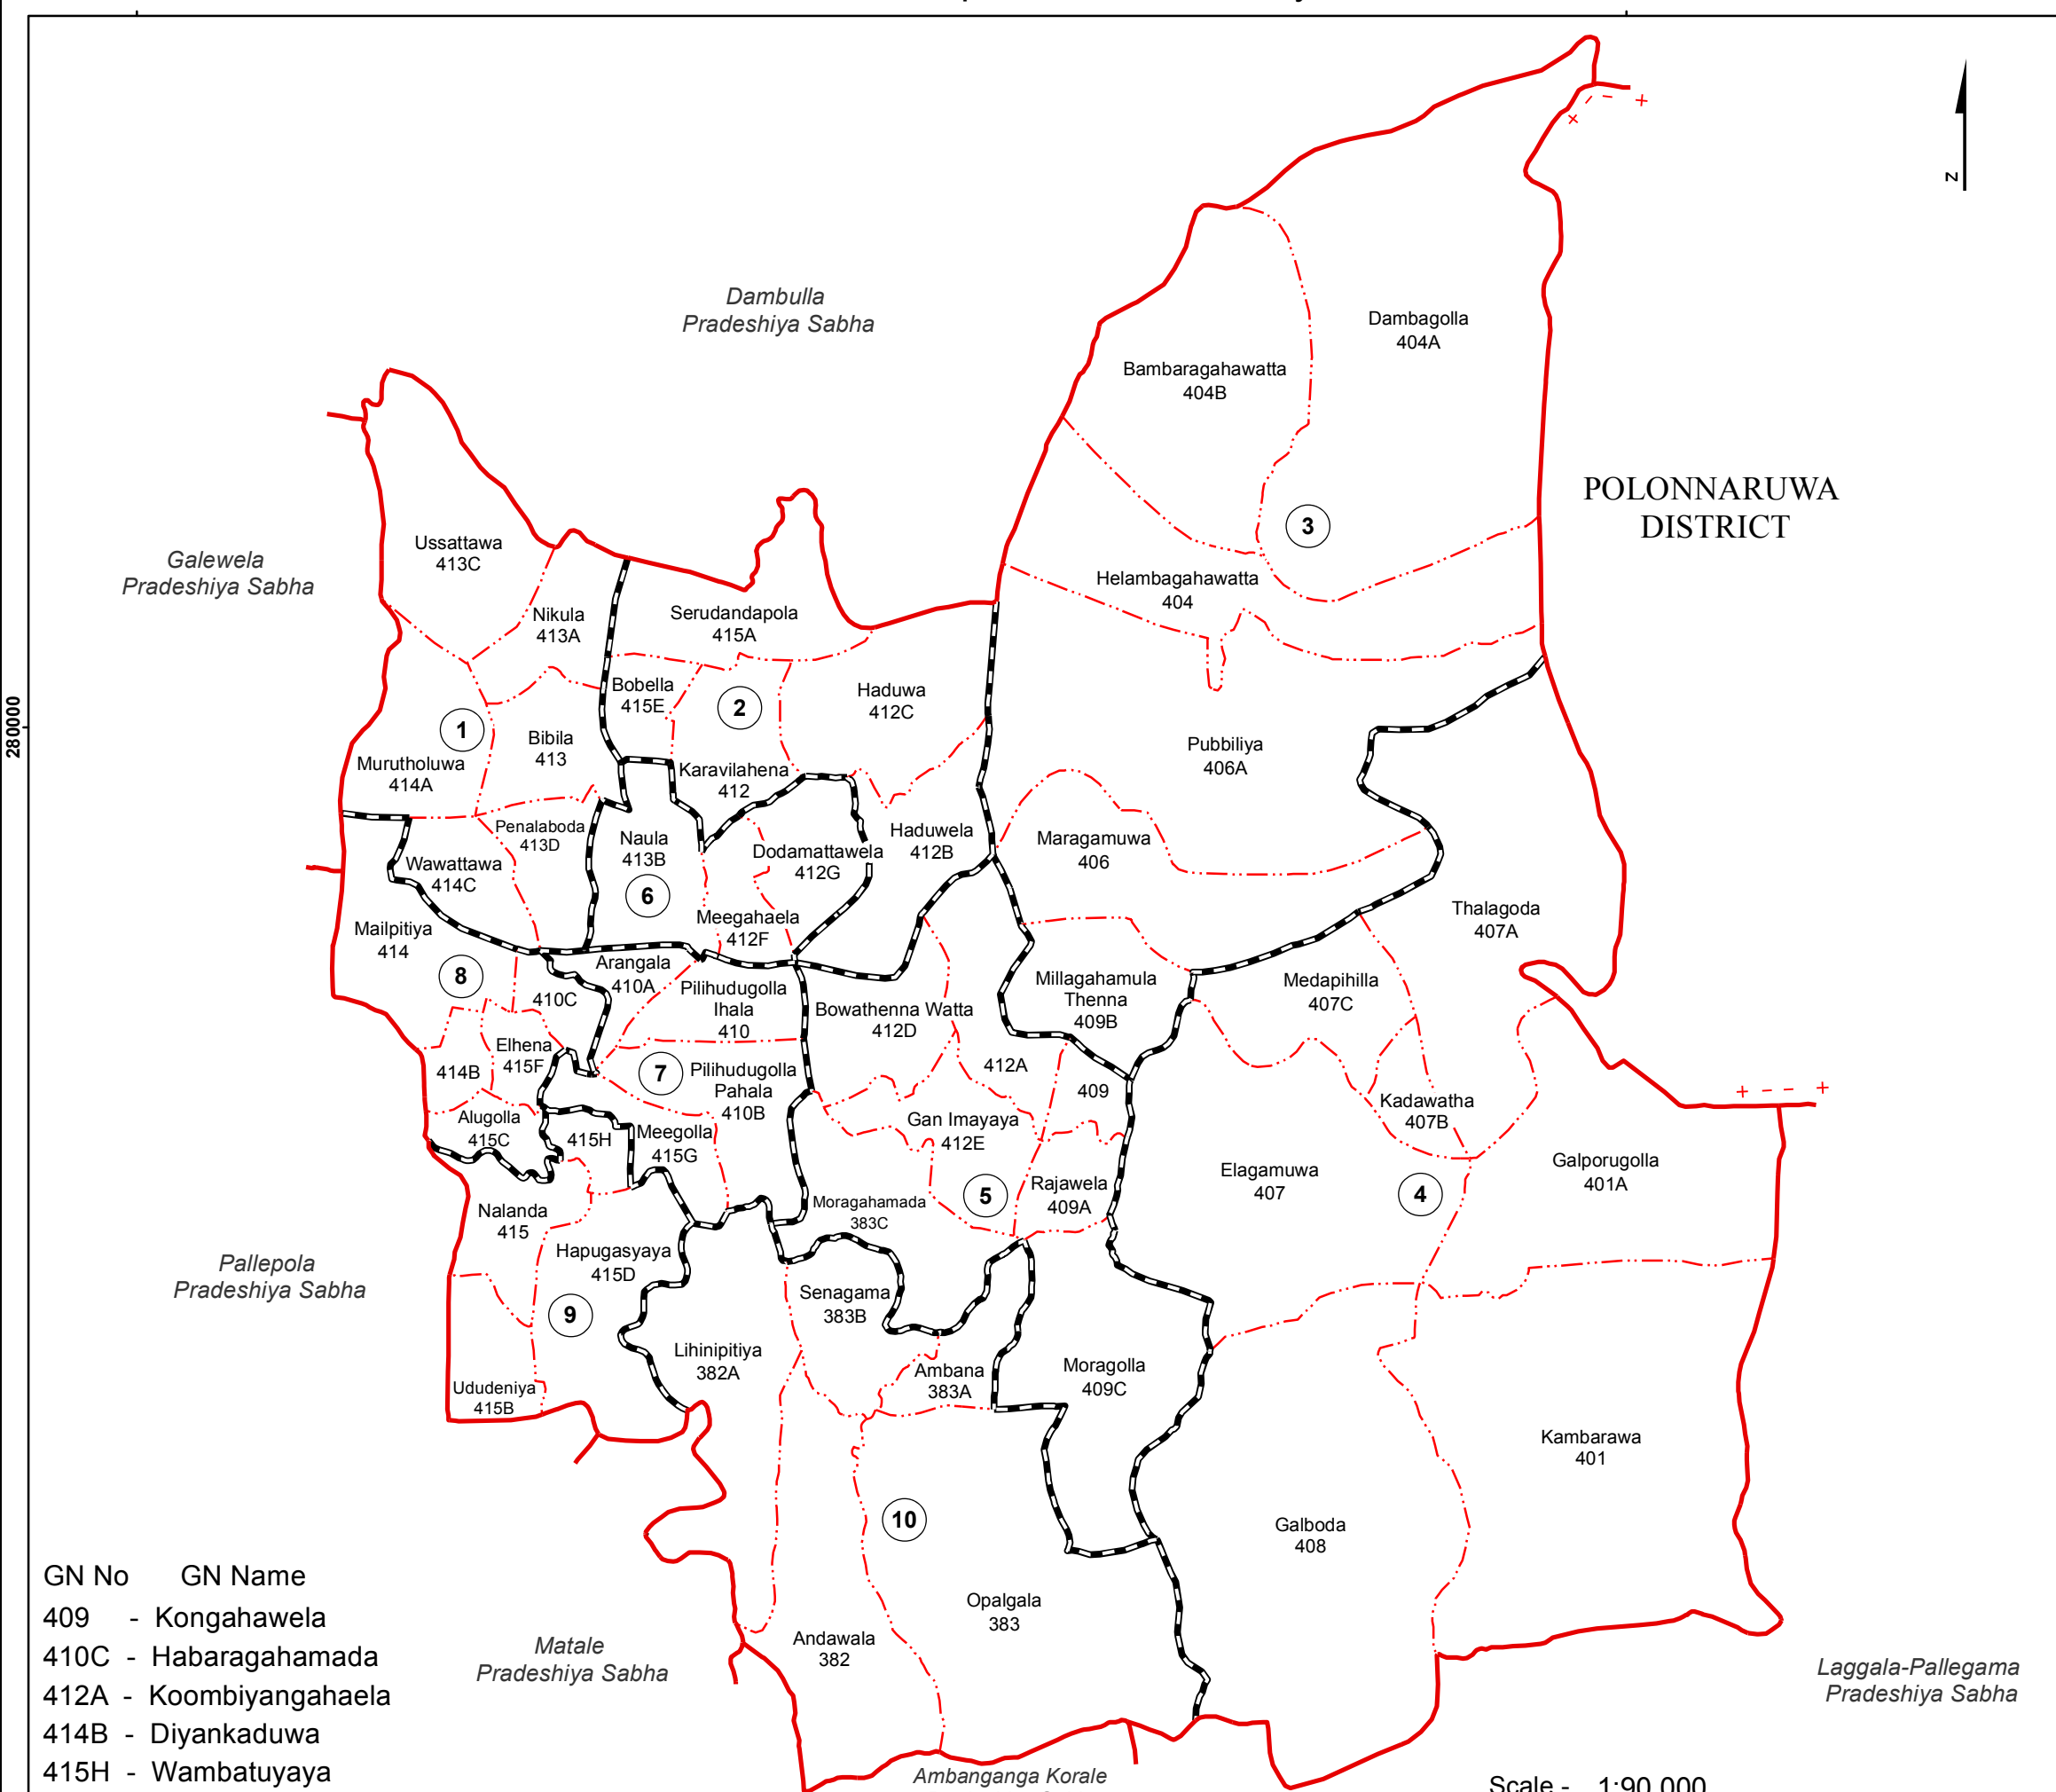 Dambulla
Pradeshiya Sabha
Dambagolla
404A
Bambaragahawatta
404B
POLONNARUWA
DISTRICT
3
Galewela
Pradeshiya Sabha
Ussattawa
413C
Helambagahawatta
404
Nikula
413A
Serudandapola
415A
Bobella
415E
2
Haduwa
412C
280000
1
Bibila
413
Pubbiliya
406A
Murutholuwa
414A
Karavilahena
412
Penalaboda
413D
Naula
413B
Haduwela
412B
Maragamuwa
406
Wawattawa
414C
Dodamattawela
412G
6
Thalagoda
407A
Mailpitiya
414
Meegahaela
412F
8
Arangala
410A
410C
Pilihudugolla
Ihala
410
Millagahamula
Thenna
409B
Medapihilla
407C
Bowathenna Watta
412D
Elhena
415F
414B
7
Pilihudugolla
Pahala
410B
412A
409
Kadawatha
407B
Alugolla
415C
415H
Meegolla
415G
Gan Imayaya
412E
Elagamuwa
407
Galporugolla
401A
5
Rajawela
409A
4
Nalanda
415
Moragahamada
383C
Hapugasyaya
415D
Pallepola
Pradeshiya Sabha
Senagama
383B
9
Lihinipitiya
382A
Ambana
383A
Moragolla
409C
Ududeniya
415B
Kambarawa
401
10
Galboda
408
Opalgala
383
Andawala
382
Matale
Pradeshiya Sabha
Laggala-Pallegama
Pradeshiya Sabha
Ambanganga Korale
GN No GN Name
409 - Kongahawela
410C - Habaragahamada
412A - Koombiyangahaela
414B - Diyankaduwa
415H - Wambatuyaya
Scale - 1:90,000
N